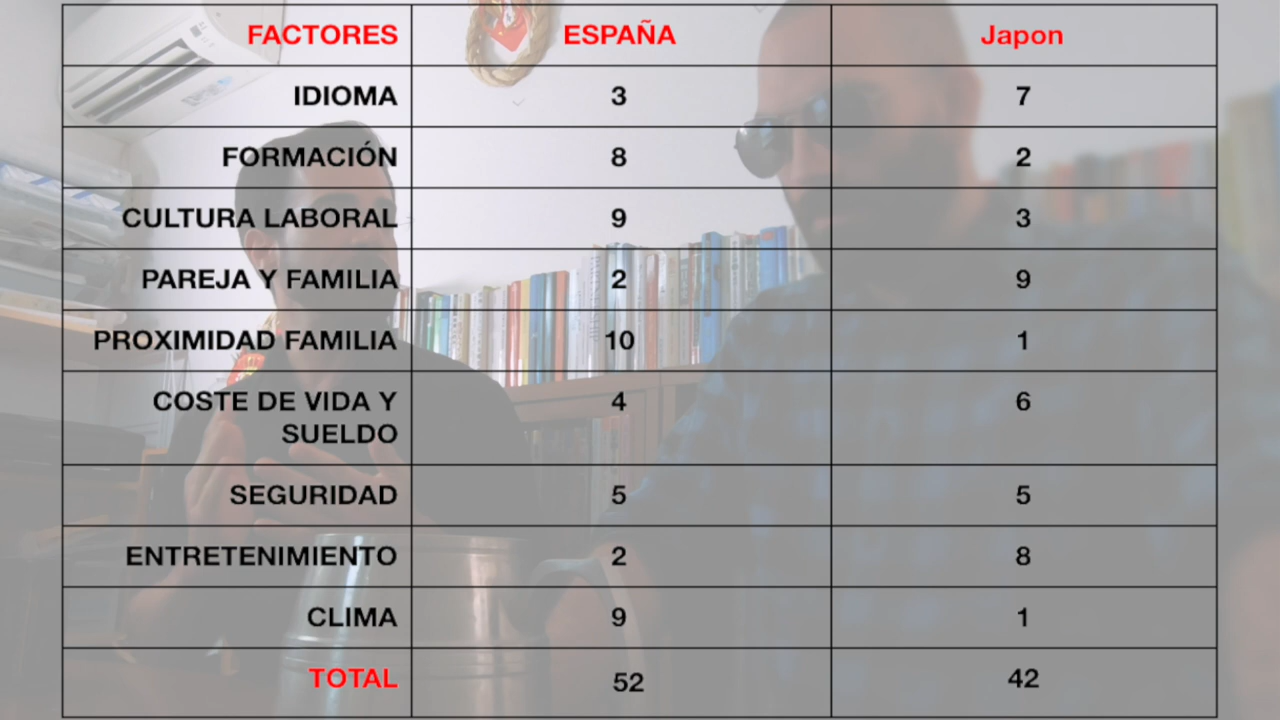 FACTORES ESPAÑA Japon
IDIOMA 3 7
FORMACIÓN 8 2
CULTURA LABORAL 9 3
PAREJA Y FAMILIA 2 9
PROXIMIDAD FAMILIA 10 1
COSTE DE VIDA Y 4 6
SUELDO
SEGURIDAD 5 5
ENTRETENIMIENTO 2 8
CLIMA 9 1
TOTAL 52 42